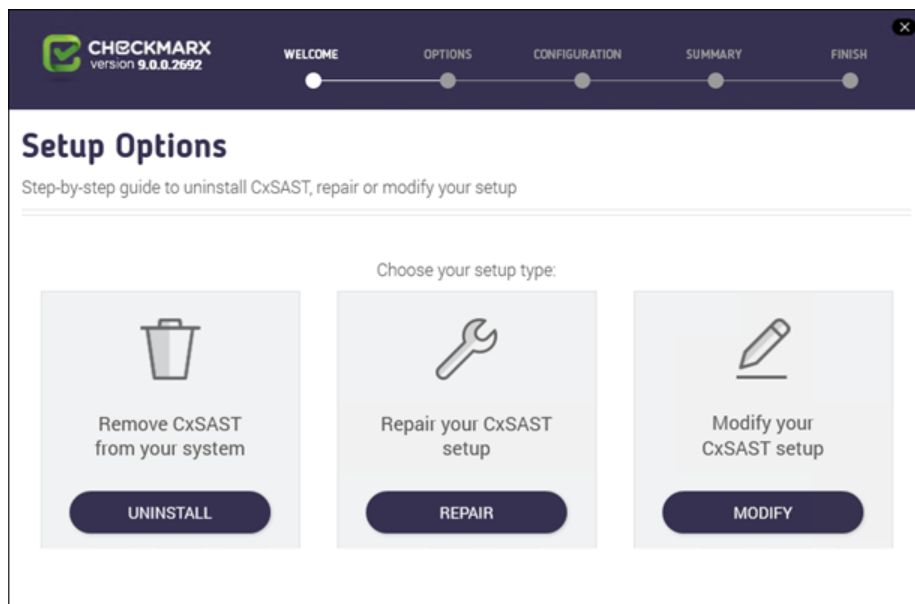 CHECKMARX
version 9.0.0.2692
WELCOME
OPTIONS
CONFIGURATION
SUMMARY
FINISH
Setup Options
Step-by-step guide to uninstall CxSAST, repair or modify your setup
Choose your setup type:
Remove CxSAST
from your system
UNINSTALL
Repair your CxSAST
setup
REPAIR
Modify your
CxSAST setup
MODIFY